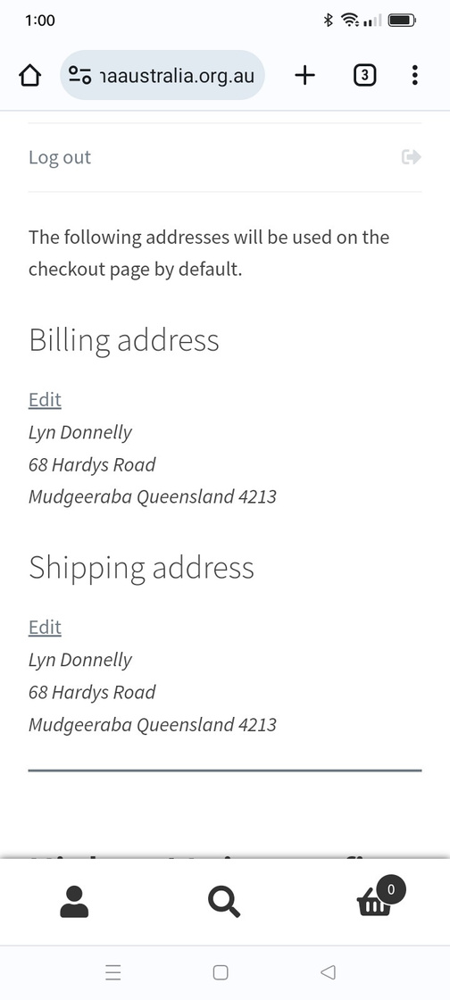 1:00
naaustralia.org.au
3
Log out
The following addresses will be used on the
checkout page by default.
Billing address
Edit
Lyn Donnelly
68 Hardys Road
Mudgeeraba Queensland 4213
Shipping address
Edit
Lyn Donnelly
68 Hardys Road
Mudgeeraba Queensland 4213
0